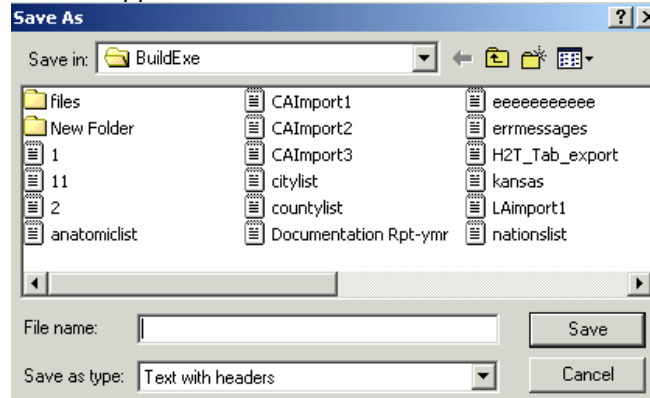 Save As
Save in: BuildExe
files CAImport1 eeeeeeeeeee
New Folder CAImport2 errmessages
1 CAImport3 H2T_Tab_export
11 citylist kansas
2 countylist LAimport1
anatomiclist Documentation Rpt-ymr nationslist
File name: Save
Save as type: Text with headers Cancel